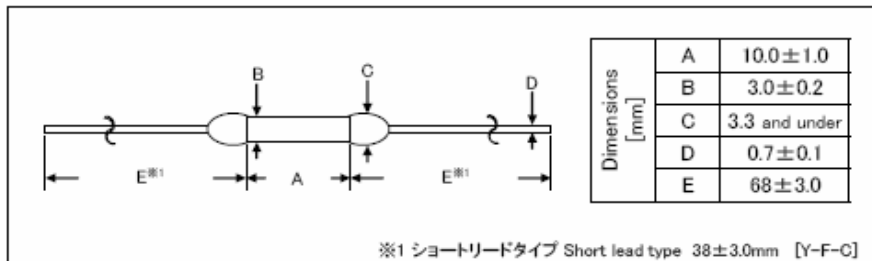 B
C
D
E※1
A
E※1
Dimensions
[mm]
A 10.0±1.0
B 3.0±0.2
C 3.3 and under
D 0.7±0.1
E 68±3.0
※1 ショートリードタイプ Short lead type 38±3.0mm [Y-F-C]